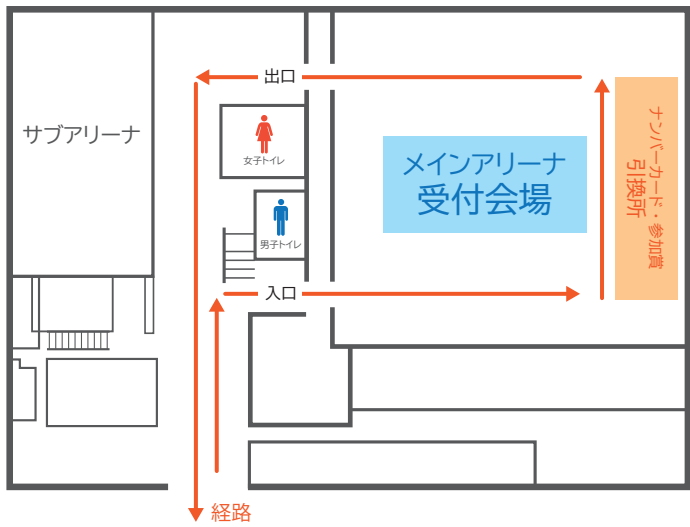 出口
サブアリーナ
女子トイレ
メインアリーナ
受付会場
ナンバーカード・参加賞
引換所
男子トイレ
入口
経路